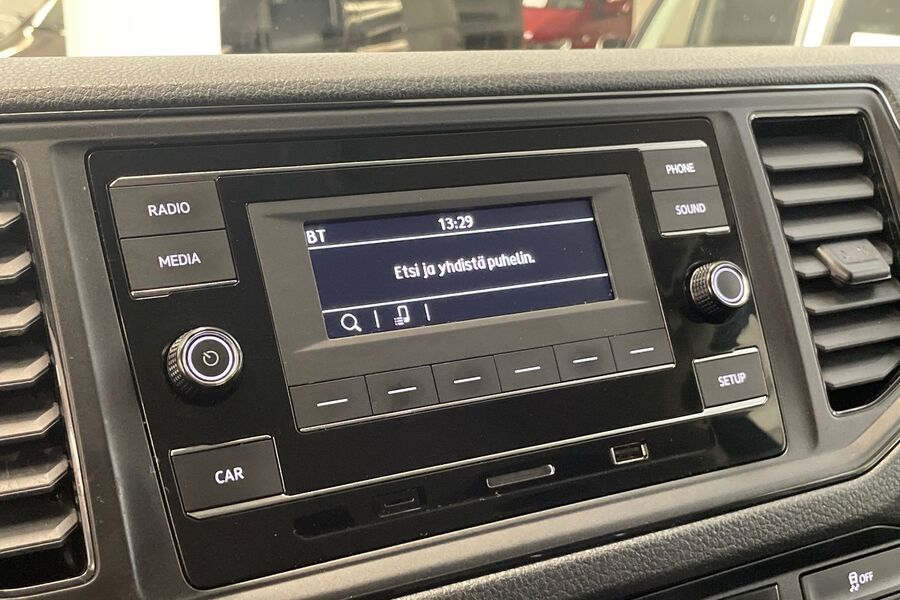 RADIO
MEDIA
CAR
BT
13:29
Etsi ja yhdistä puhelin.
PHONE
SOUND
SETUP
OFF